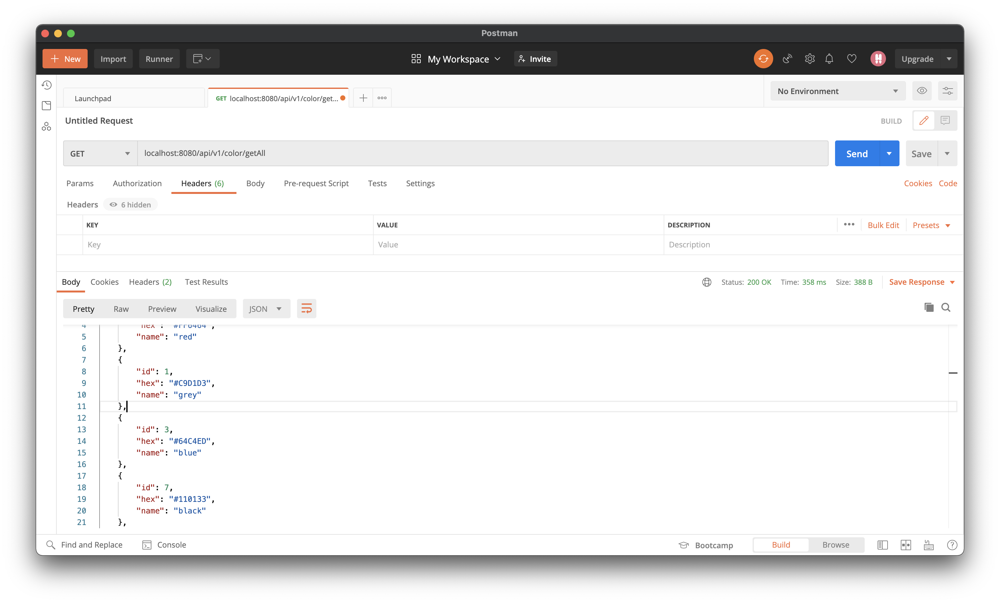 Postman
New Import Runner My Workspace Invite Upgrade
Launchpad GET localhost:8080/api/v1/color/get... No Environment
Untitled Request BUILD
GET localhost:8080/api/v1/color/getAll Send Save
Params Authorization Headers (6) Body Pre-request Script Tests Settings Cookies Code
Headers 6 hidden
KEY VALUE DESCRIPTION Bulk Edit Presets
Key Value Description
Body Cookies Headers (2) Test Results Status: 200 OK Time: 358 ms Size: 388 B Save Response
Pretty Raw Preview Visualize JSON
4 "hex": "#FF6464",
5 "name": "red"
6 },
7 {
8 "id": 1,
9 "hex": "#C9D1D3",
10 "name": "grey"
11 },
12 {
13 "id": 3,
14 "hex": "#64C4ED",
15 "name": "blue"
16 },
17 {
18 "id": 7,
19 "hex": "#110133",
20 "name": "black"
21 },
Find and Replace Console Bootcamp Build Browse